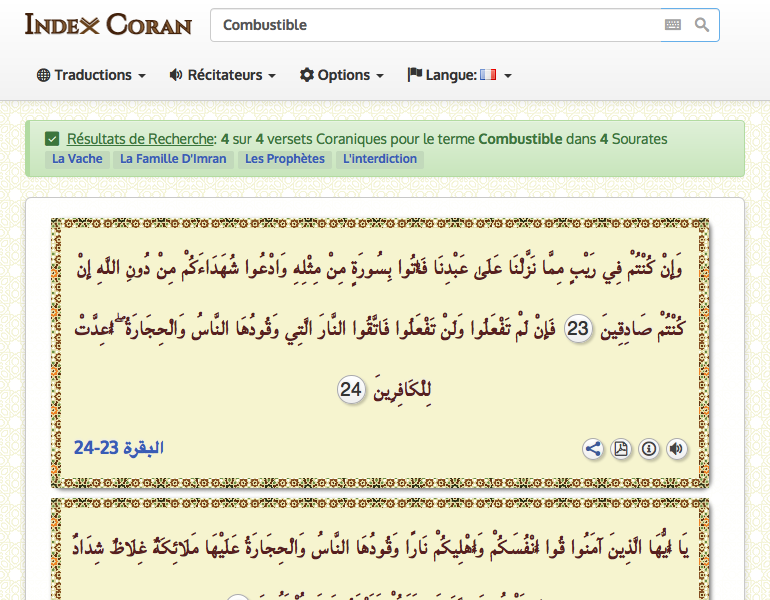 INDEX CORAN
Combustible
Traductions
Récitateurs
Options
Langue:
Résultats de Recherche: 4 sur 4 versets Coraniques pour le terme Combustible dans 4 Sourates
La Vache La Famille D'Imran Les Prophètes L'interdiction
وَإِنْ كُنْتُمْ فِي رَيْبٍ مِمَّا نَزَّلْنَا عَلَىٰ عَبْدِنَا فَأْتُوا بِسُورَةٍ مِنْ مِثْلِهِ وَادْعُوا شُهَدَاءَكُمْ مِنْ دُونِ اللَّهِ إِنْ
كُنْتُمْ صَادِقِينَ 23 فَإِنْ لَمْ تَفْعَلُوا وَلَنْ تَفْعَلُوا فَاتَّقُوا النَّارَ الَّتِي وَقُودُهَا النَّاسُ وَالْحِجَارَةُ ۖ أُعِدَّتْ
لِلْكَافِرِينَ 24
البقرة 23-24
يَا أَيُّهَا الَّذِينَ آمَنُوا قُوا أَنْفُسَكُمْ وَأَهْلِيكُمْ نَارًا وَقُودُهَا النَّاسُ وَالْحِجَارَةُ عَلَيْهَا مَلَائِكَةٌ غِلَاظٌ شِدَادٌ